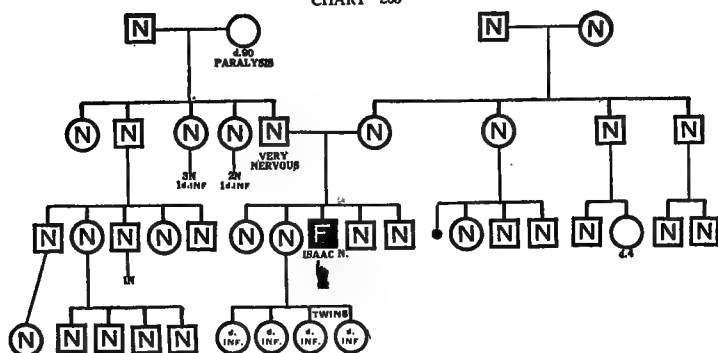 CHART
N N N
d.90
PARALYSIS
N N N N N N N N N
VERY
NERVOUS
3N 2N
1d.INF 1d.INF
N N N N N N N F N N N N N N N N
ISAAC N.
d.4
1N
TWINS
N N N N N
d. d. d. d.
INF. INF. INF. INF